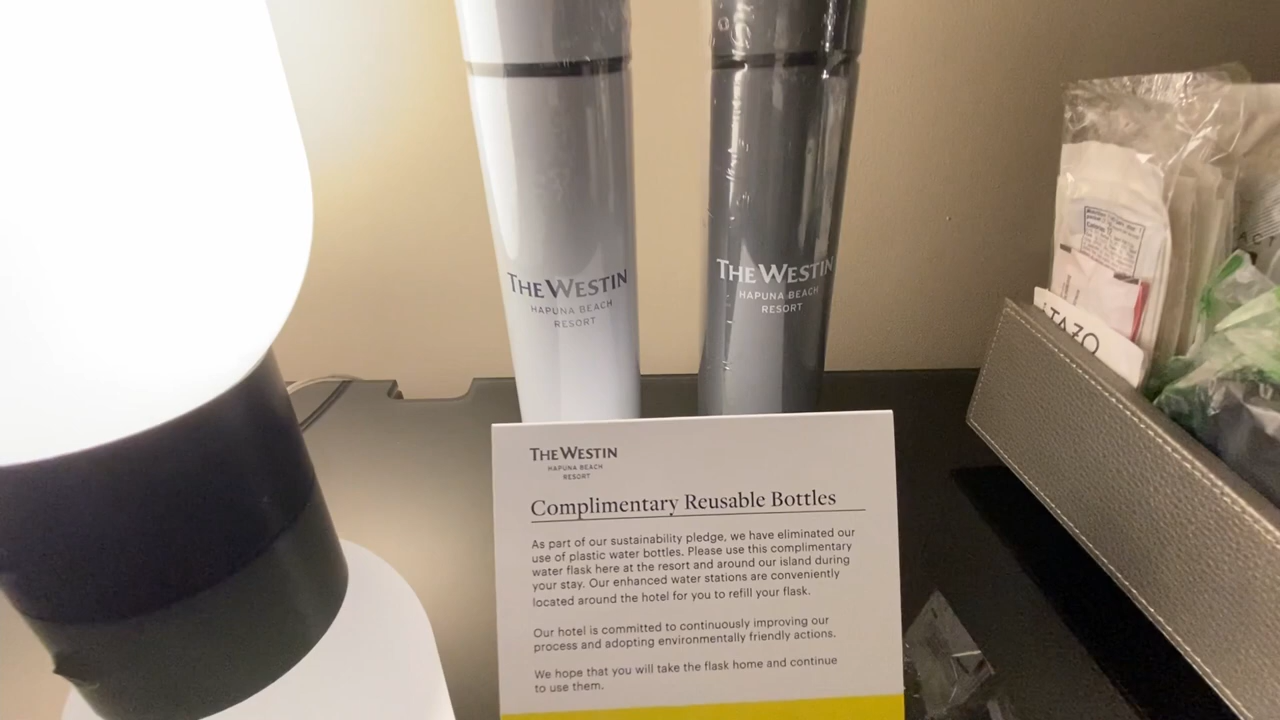 THE WESTIN
HAPUNA BEACH
RESORT
THE WESTIN
HAPUNA BEACH
RESORT
TAZO
THE WESTIN
HAPUNA BEACH
RESORT
Complimentary Reusable Bottles
As part of our sustainability pledge, we have eliminated our
use of plastic water bottles. Please use this complimentary
water flask here at the resort and around our island during
your stay. Our enhanced water stations are conveniently
located around the hotel for you to refill your flask.
Our hotel is committed to continuously improving our
process and adopting environmentally friendly actions.
We hope that you will take the flask home and continue
to use them.